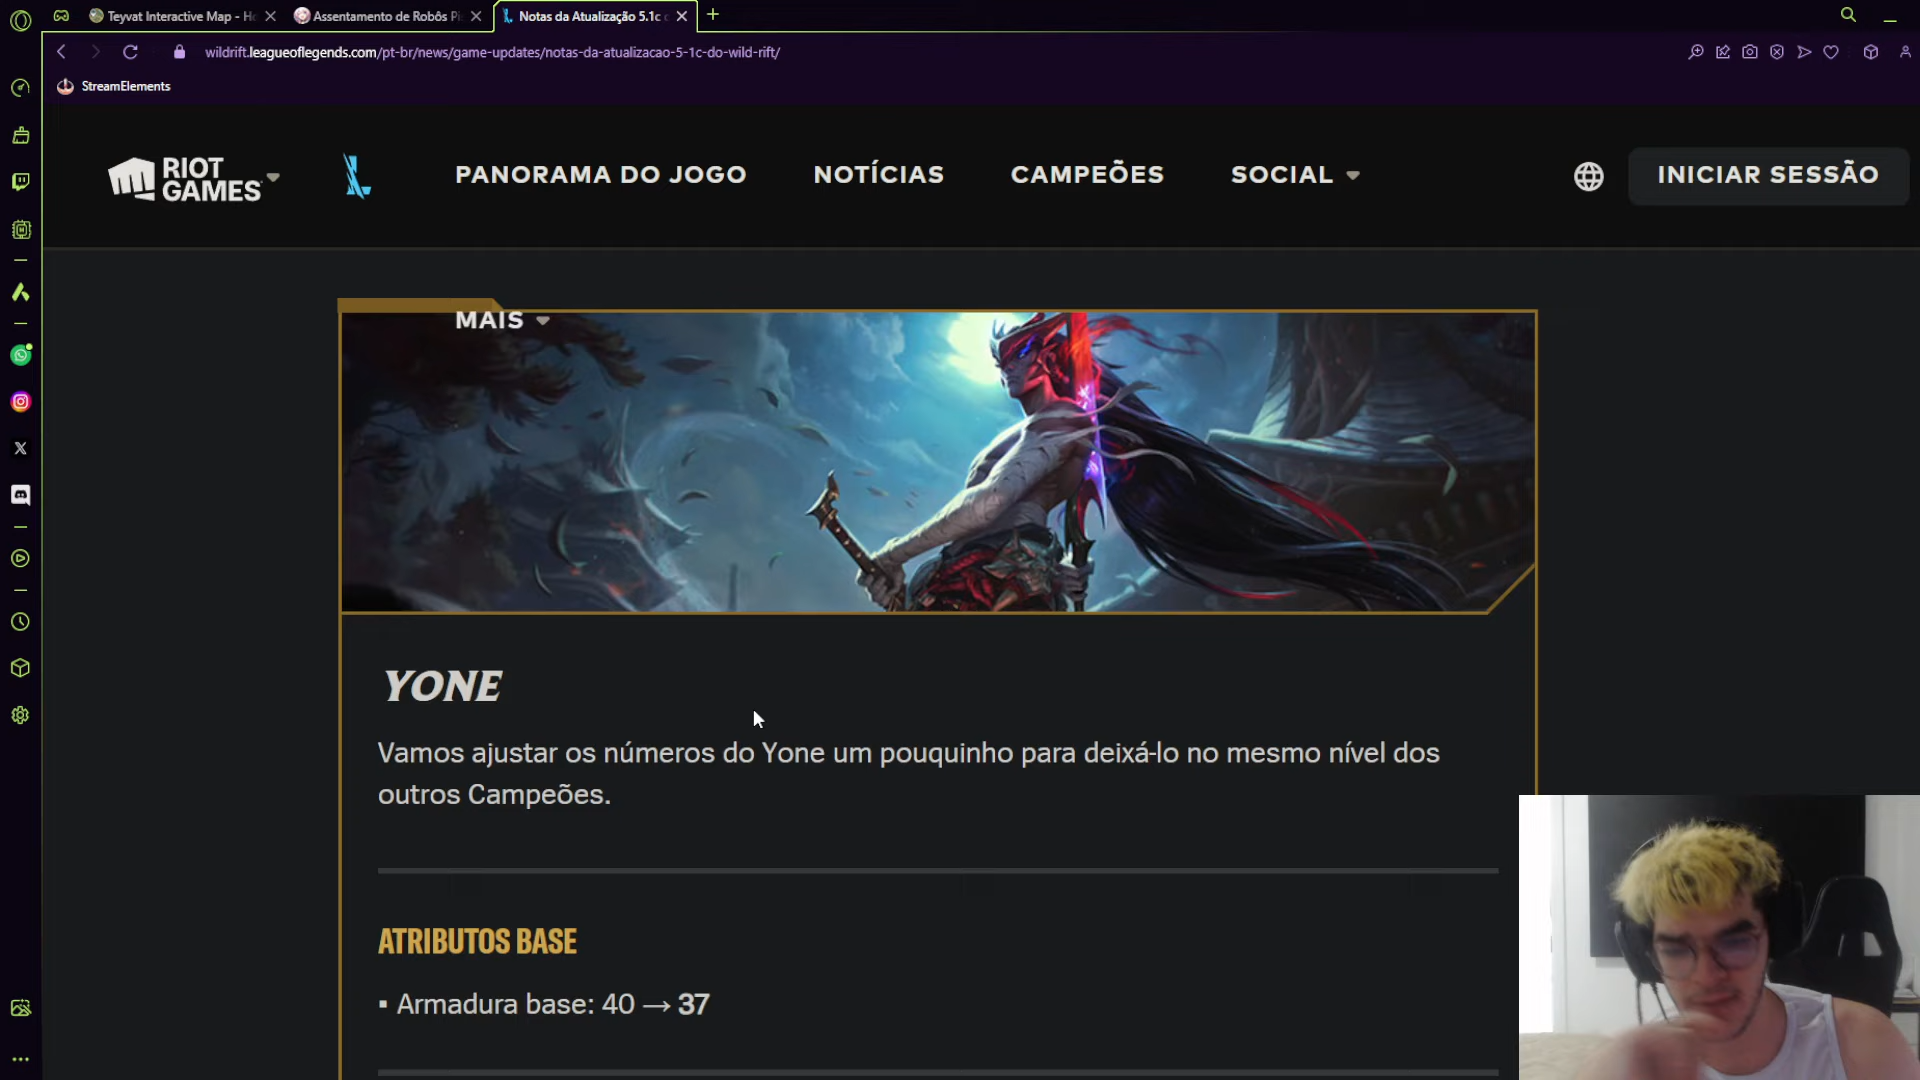 Teyvat Interactive Map - Ho
Assentamento de Robôs Pi
Notas da Atualização 5.1c
wildrift.leagueoflegends.com/pt-br/news/game-updates/notas-da-atualizacao-5-1c-do-wild-rift/
StreamElements
RIOT GAMES
PANORAMA DO JOGO
NOTÍCIAS
CAMPEÕES
SOCIAL
INICIAR SESSÃO
MAIS
YONE
Vamos ajustar os números do Yone um pouquinho para deixá-lo no mesmo nível dos
outros Campeões.
ATRIBUTOS BASE
▪ Armadura base: 40 → 37